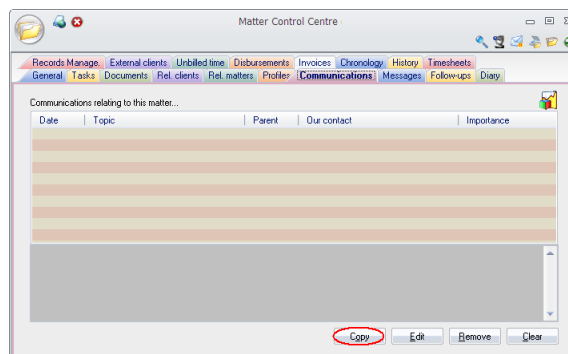 Matter Control Centre
Records Manage. External clients Unbilled time Disbursements Invoices Chronology History Timesheets
General Tasks Documents Rel. clients Rel. matters Profiler Communications Messages Follow-ups Diary
Communications relating to this matter...
Date Topic Parent Our contact Importance
Copy Edit Remove Clear